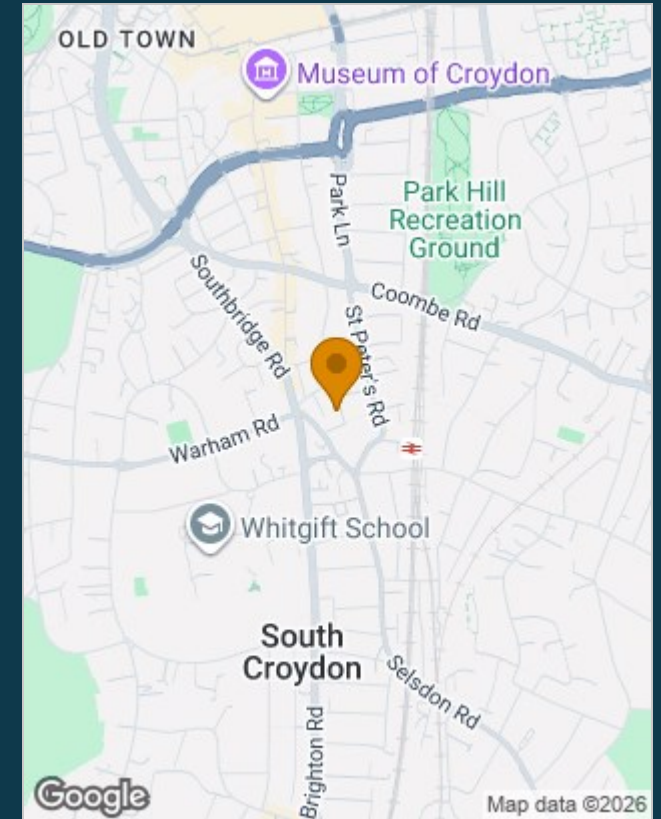 OLD TOWN
Museum of Croydon
Park Ln
Park Hill
Recreation
Ground
Southbridge Rd
Coombe Rd
St Peter's Rd
Warham Rd
Whitgift School
South
Croydon
Selsdon Rd
Brighton Rd
Google
Map data ©2026